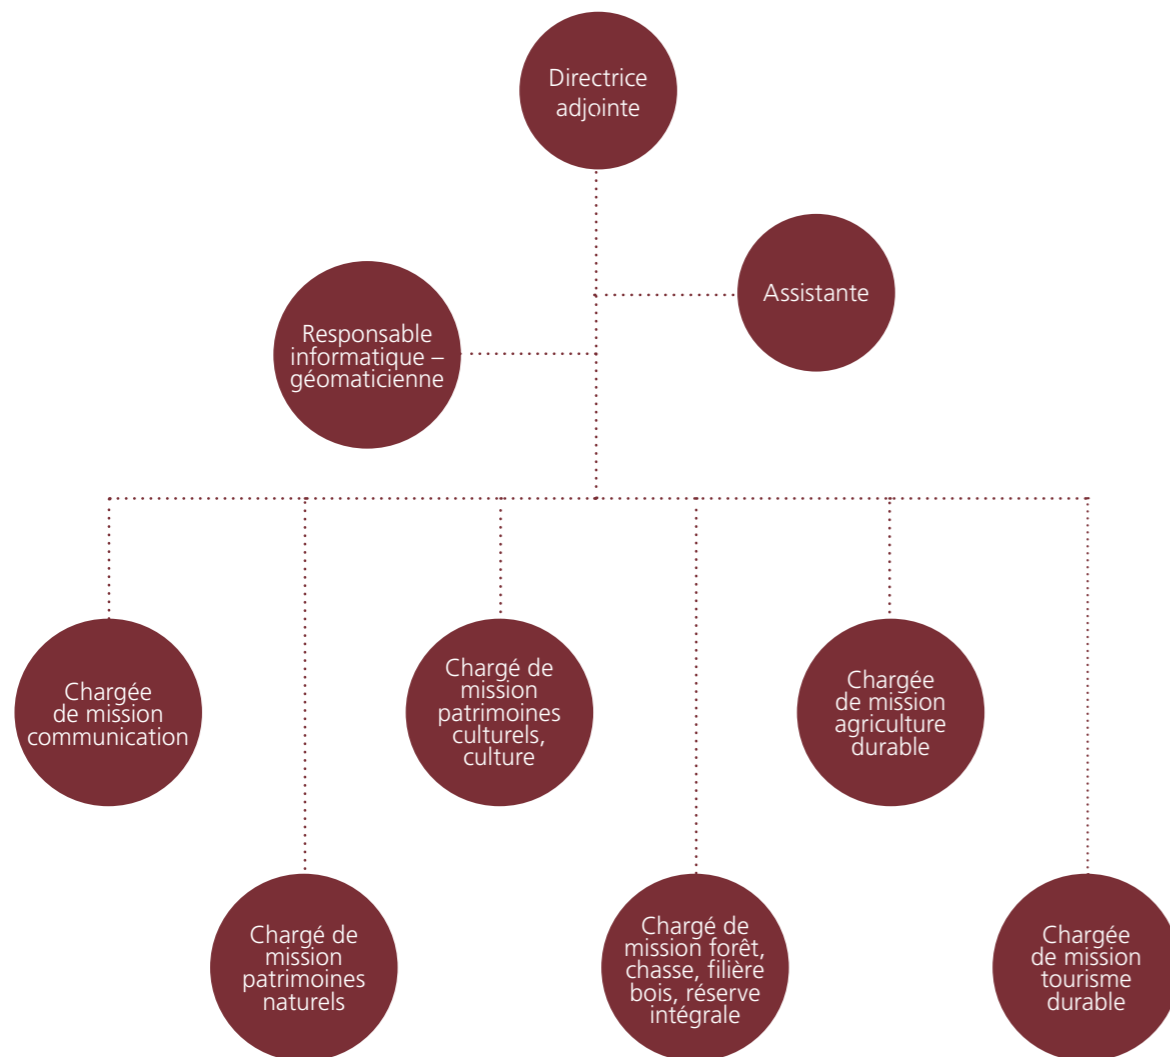 Directrice
adjointe
Assistante
Responsable
informatique –
géomaticienne
Chargée
de mission
communication
Chargé de
mission
patrimoines
culturels,
culture
Chargée
de mission
agriculture
durable
Chargé de
mission
patrimoines
naturels
Chargé de
mission forêt,
chasse, filière
bois, réserve
intégrale
Chargée
de mission
tourisme
durable